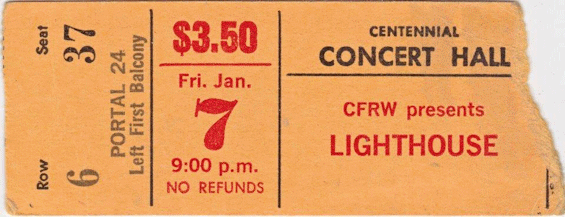 Seat 37
Row 6
PORTAL 24
Left First Balcony
$3.50
Fri. Jan.
7
9:00 p.m.
NO REFUNDS
CENTENNIAL
CONCERT HALL
CFRW presents
LIGHTHOUSE